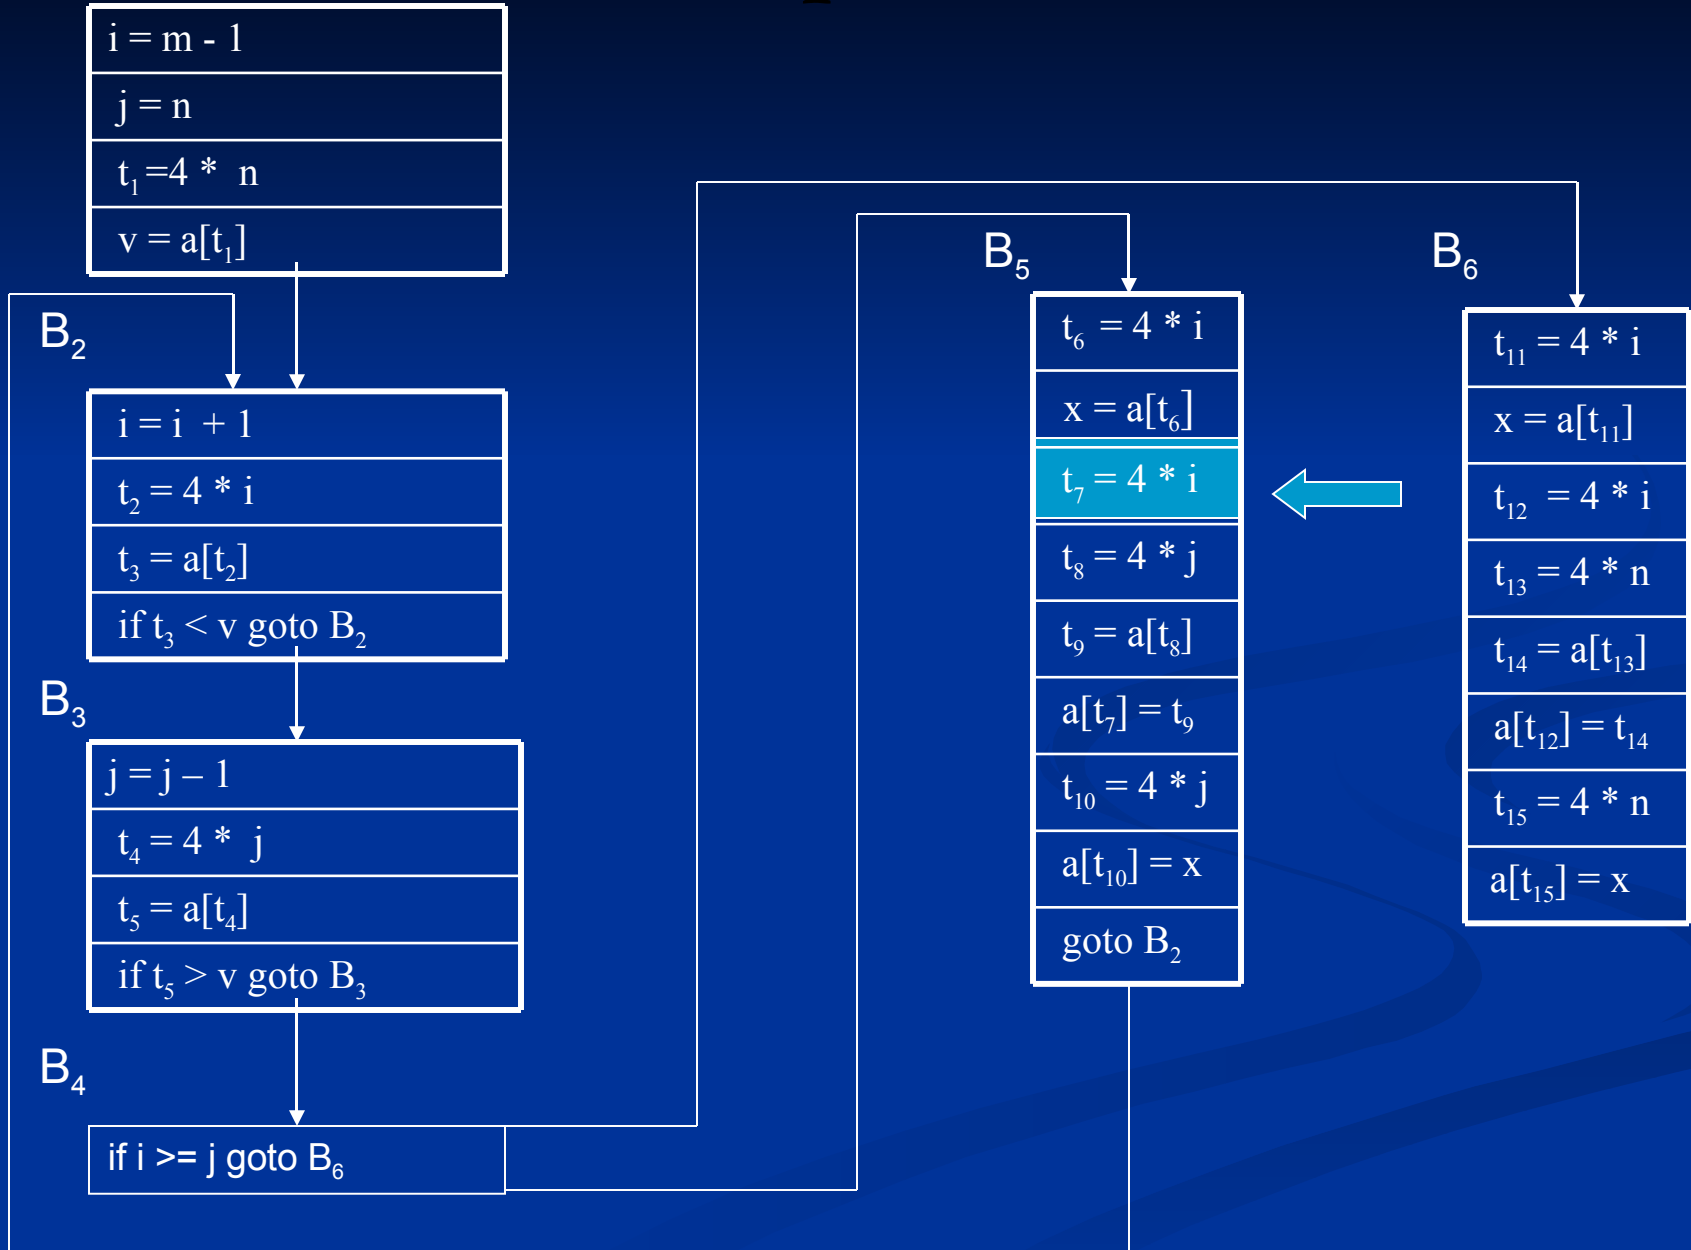 i = m - 1
j = n
t₁=4 * n
v = a[t₁]
B₂
i = i + 1
t₂ = 4 * i
t₃ = a[t₂]
if t₃ < v goto B₂
B₃
j = j – 1
t₄ = 4 * j
t₅ = a[t₄]
if t₅ > v goto B₃
B₄
if i >= j goto B₆
B₅
t₆ = 4 * i
x = a[t₆]
t₇ = 4 * i
t₈ = 4 * j
t₉ = a[t₈]
a[t₇] = t₉
t₁₀ = 4 * j
a[t₁₀] = x
goto B₂
B₆
t₁₁ = 4 * i
x = a[t₁₁]
t₁₂ = 4 * i
t₁₃ = 4 * n
t₁₄ = a[t₁₃]
a[t₁₂] = t₁₄
t₁₅ = 4 * n
a[t₁₅] = x